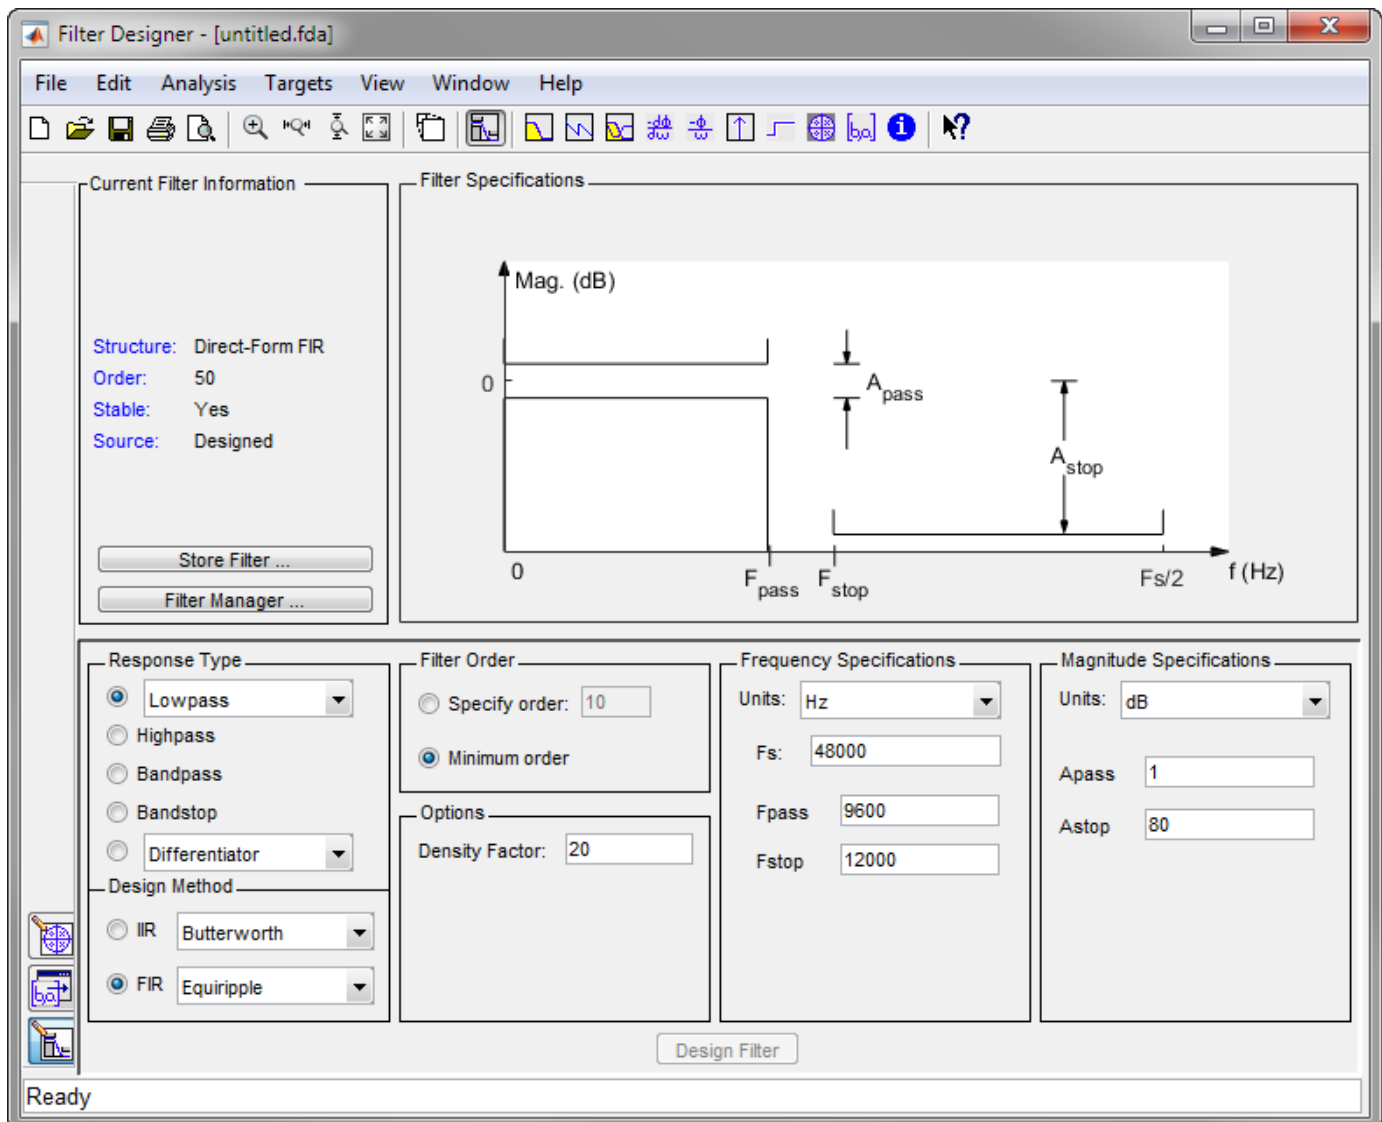 Filter Designer - [untitled.fda]
File Edit Analysis Targets View Window Help
Current Filter Information
Structure: Direct-Form FIR
Order: 50
Stable: Yes
Source: Designed
Store Filter ...
Filter Manager ...
Filter Specifications
Mag. (dB)
0
A pass
A stop
0 F pass F stop Fs/2 f (Hz)
Response Type
Lowpass
Highpass
Bandpass
Bandstop
Differentiator
Design Method
IIR Butterworth
FIR Equiripple
Filter Order
Specify order: 10
Minimum order
Options
Density Factor: 20
Frequency Specifications
Units: Hz
Fs: 48000
Fpass 9600
Fstop 12000
Magnitude Specifications
Units: dB
Apass 1
Astop 80
Design Filter
Ready